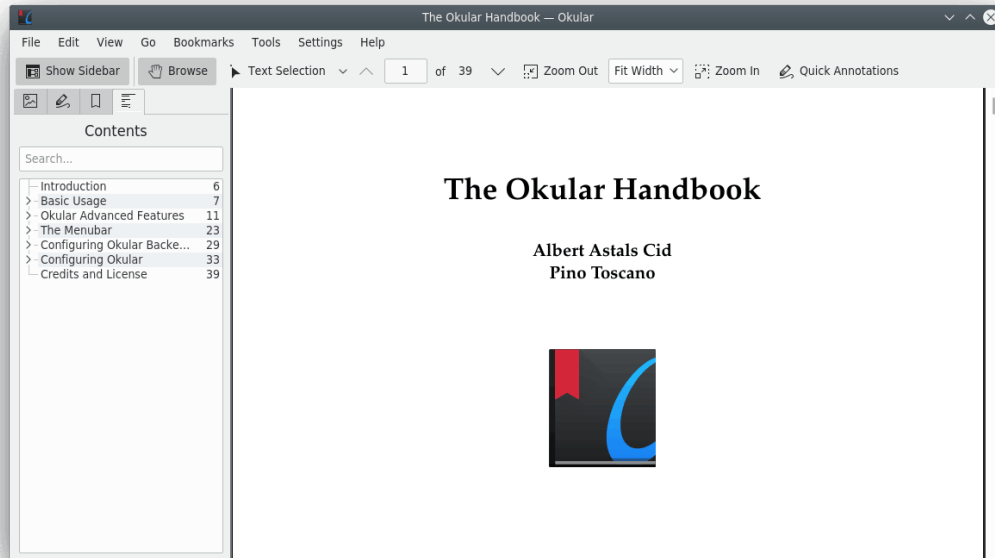 The Okular Handbook — Okular
File Edit View Go Bookmarks Tools Settings Help
Show Sidebar Browse Text Selection 1 of 39 Zoom Out Fit Width Zoom In Quick Annotations
Contents
Search...
Introduction 6
Basic Usage 7
Okular Advanced Features 11
The Menubar 23
Configuring Okular Backe... 29
Configuring Okular 33
Credits and License 39
The Okular Handbook
Albert Astals Cid
Pino Toscano